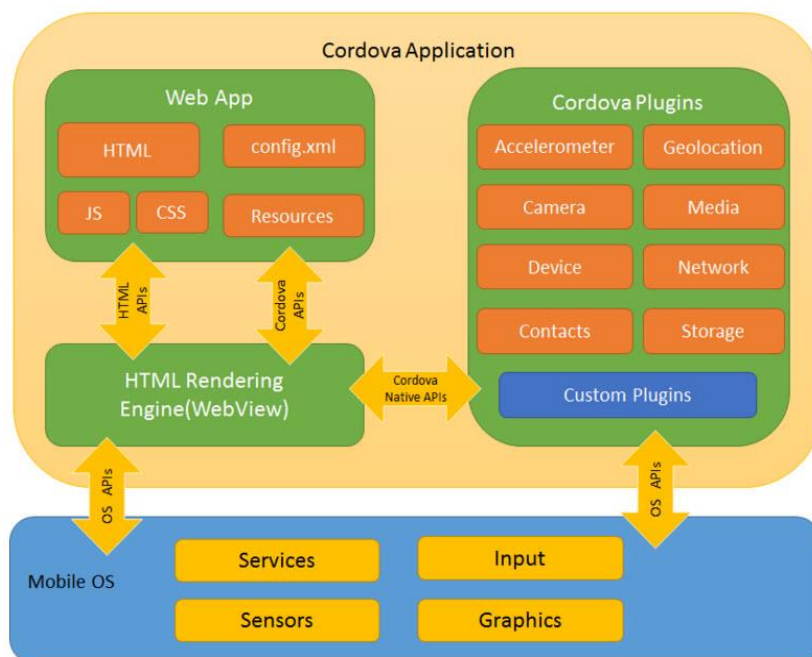 Cordova Application
Web App
HTML
config.xml
JS
CSS
Resources
Cordova Plugins
Accelerometer
Geolocation
Camera
Media
Device
Network
Contacts
Storage
Custom Plugins
HTML
APIs
Cordova
APIs
HTML Rendering
Engine(WebView)
Cordova
Native APIs
OS APIs
OS APIs
Mobile OS
Services
Input
Sensors
Graphics